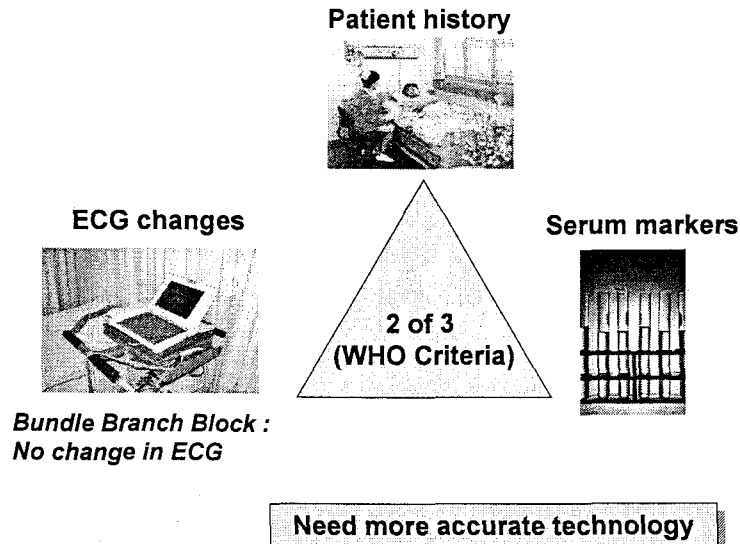 Patient history
ECG changes
Serum markers
2 of 3
(WHO Criteria)
Bundle Branch Block :
No change in ECG
Need more accurate technology